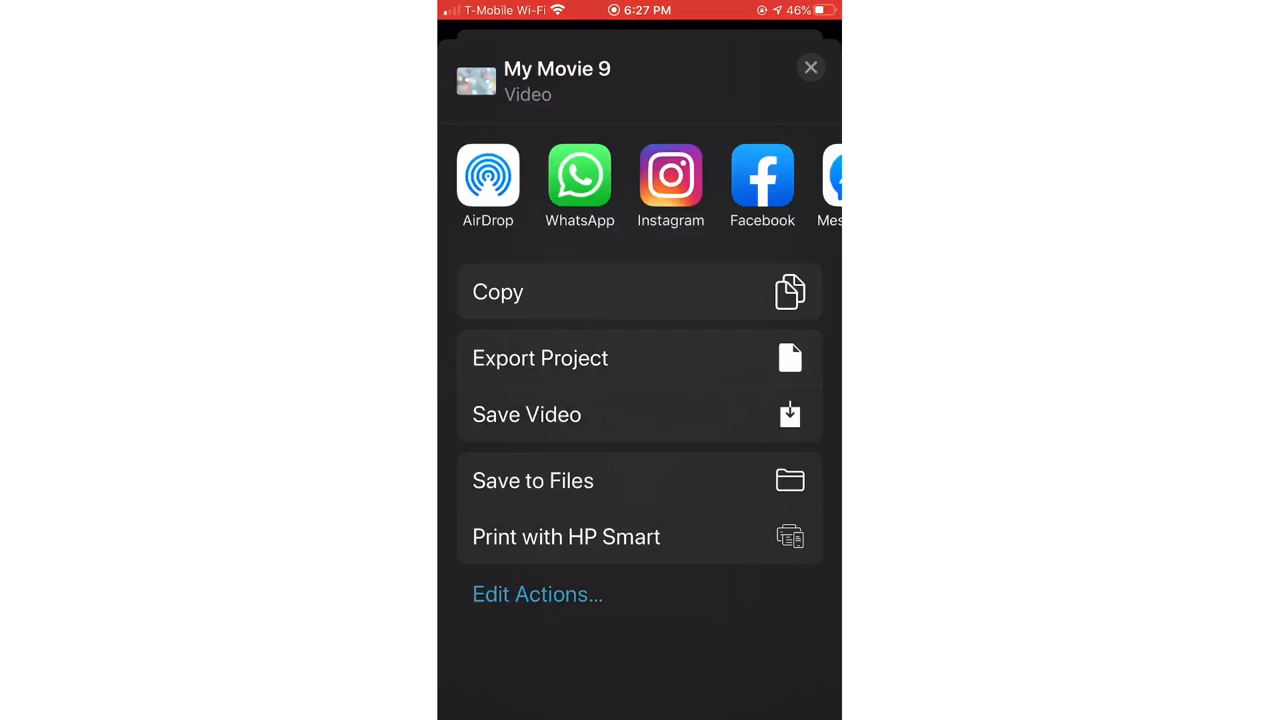 T-Mobile Wi-Fi 6:27 PM 46%
My Movie 9
Video
AirDrop WhatsApp Instagram Facebook Mes
Copy
Export Project
Save Video
Save to Files
Print with HP Smart
Edit Actions...